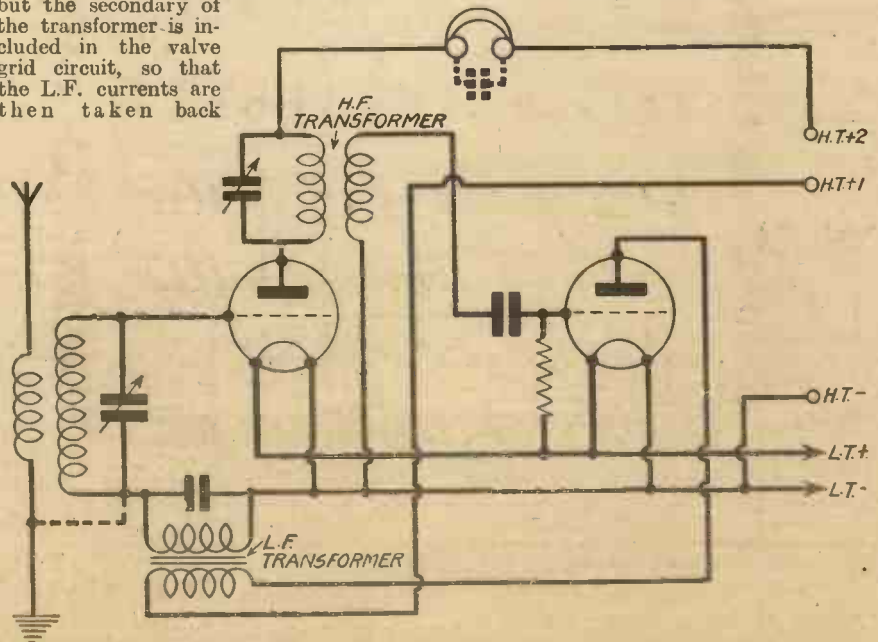 but the secondary of
the transformer is in-
cluded in the valve
grid circuit, so that
the L.F. currents are
then taken back
H.F.
TRANSFORMER
H.T.+2
H.T.+1
H.T.-
L.T.+
L.T.-
L.F.
TRANSFORMER